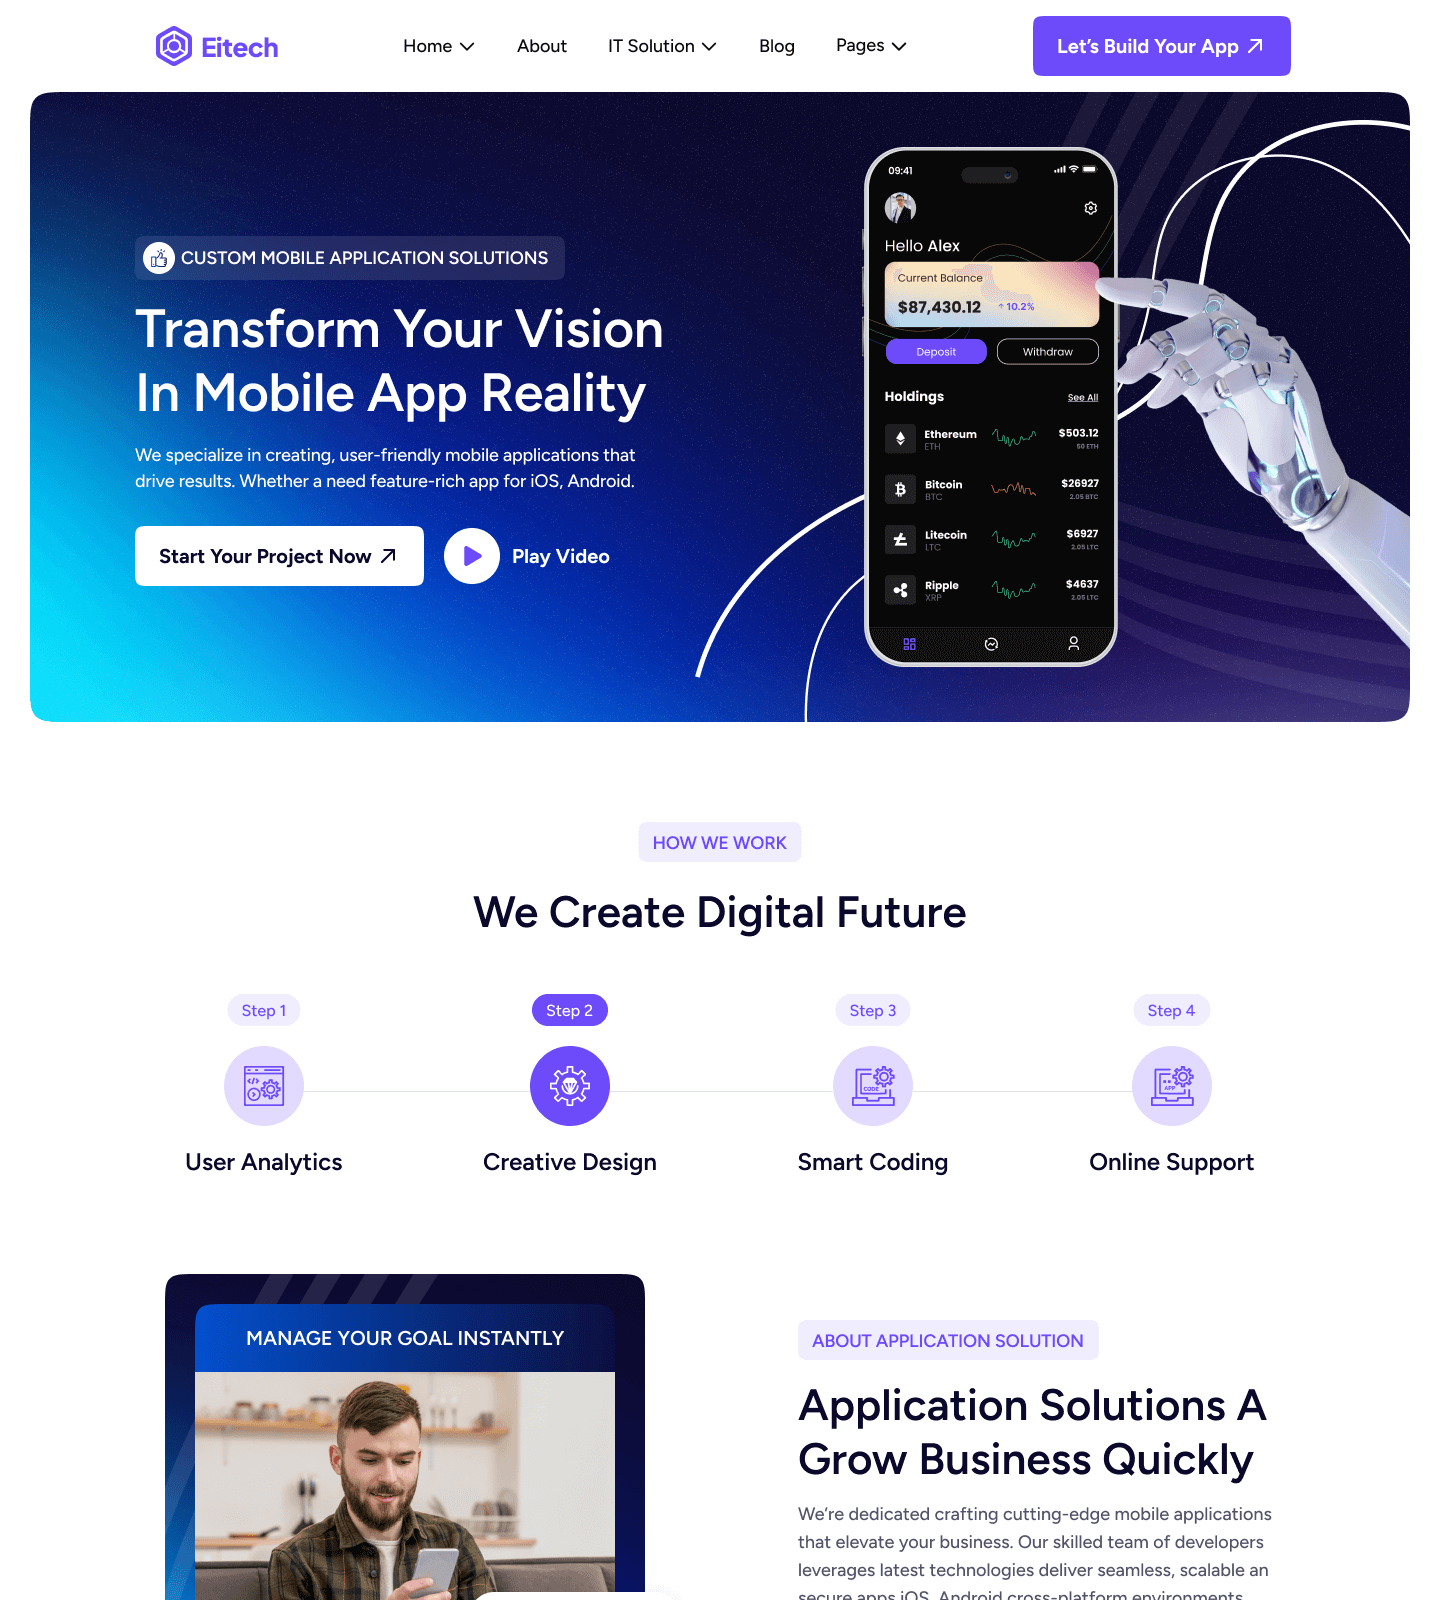 Eitech
Home
About
IT Solution
Blog
Pages
Let's Build Your App
CUSTOM MOBILE APPLICATION SOLUTIONS
Transform Your Vision
In Mobile App Reality
We specialize in creating, user-friendly mobile applications that
drive results. Whether a need feature-rich app for iOS, Android.
Start Your Project Now
Play Video
09:41
Hello Alex
Current Balance
$87,430.12
10.2%
Deposit
Withdraw
Holdings
See All
Ethereum
ETH
$503.12
50 ETH
Bitcoin
BTC
$26927
2.05 BTC
Litecoin
LTC
$6927
2.05 LTC
Ripple
XRP
$4637
2.05 LTC
HOW WE WORK
We Create Digital Future
Step 1
Step 2
Step 3
Step 4
CODE
APP
User Analytics
Creative Design
Smart Coding
Online Support
MANAGE YOUR GOAL INSTANTLY
ABOUT APPLICATION SOLUTION
Application Solutions A
Grow Business Quickly
We're dedicated crafting cutting-edge mobile applications
that elevate your business. Our skilled team of developers
leverages latest technologies deliver seamless, scalable an
secure apps iOS, Android cross-platform environments